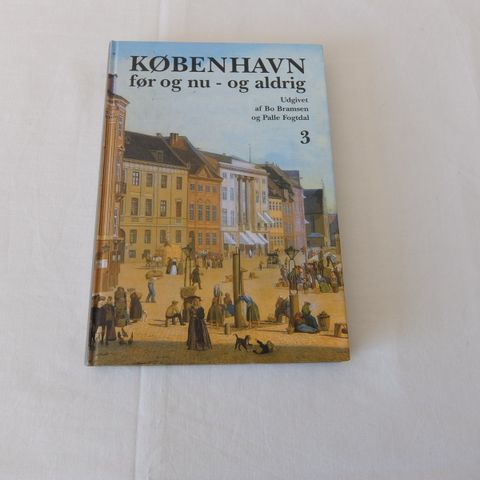 KØBENHAVN
før og nu - og aldrig
Udgivet
af Bo Bramsen
og Palle Fogtdal
3